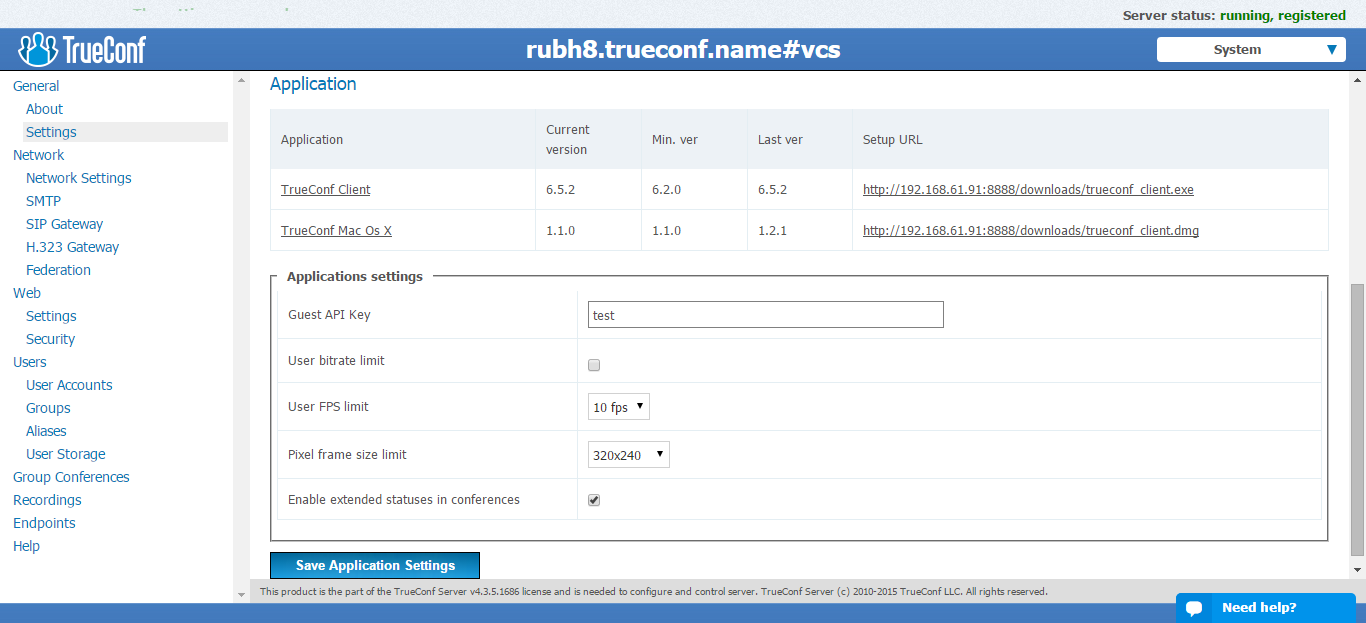 Server status: running, registered
TrueConf
rubh8.trueconf.name#vcs
System
General
About
Settings
Network
Network Settings
SMTP
SIP Gateway
H.323 Gateway
Federation
Web
Settings
Security
Users
User Accounts
Groups
Aliases
User Storage
Group Conferences
Recordings
Endpoints
Help
Application
Application Current version Min. ver Last ver Setup URL
TrueConf Client 6.5.2 6.2.0 6.5.2 http://192.168.61.91:8888/downloads/trueconf_client.exe
TrueConf Mac Os X 1.1.0 1.1.0 1.2.1 http://192.168.61.91:8888/downloads/trueconf_client.dmg
Applications settings
Guest API Key test
User bitrate limit
User FPS limit 10 fps
Pixel frame size limit 320x240
Enable extended statuses in conferences
Save Application Settings
This product is the part of the TrueConf Server v4.3.5.1686 license and is needed to configure and control server. TrueConf Server (c) 2010-2015 TrueConf LLC. All rights reserved.
Need help?